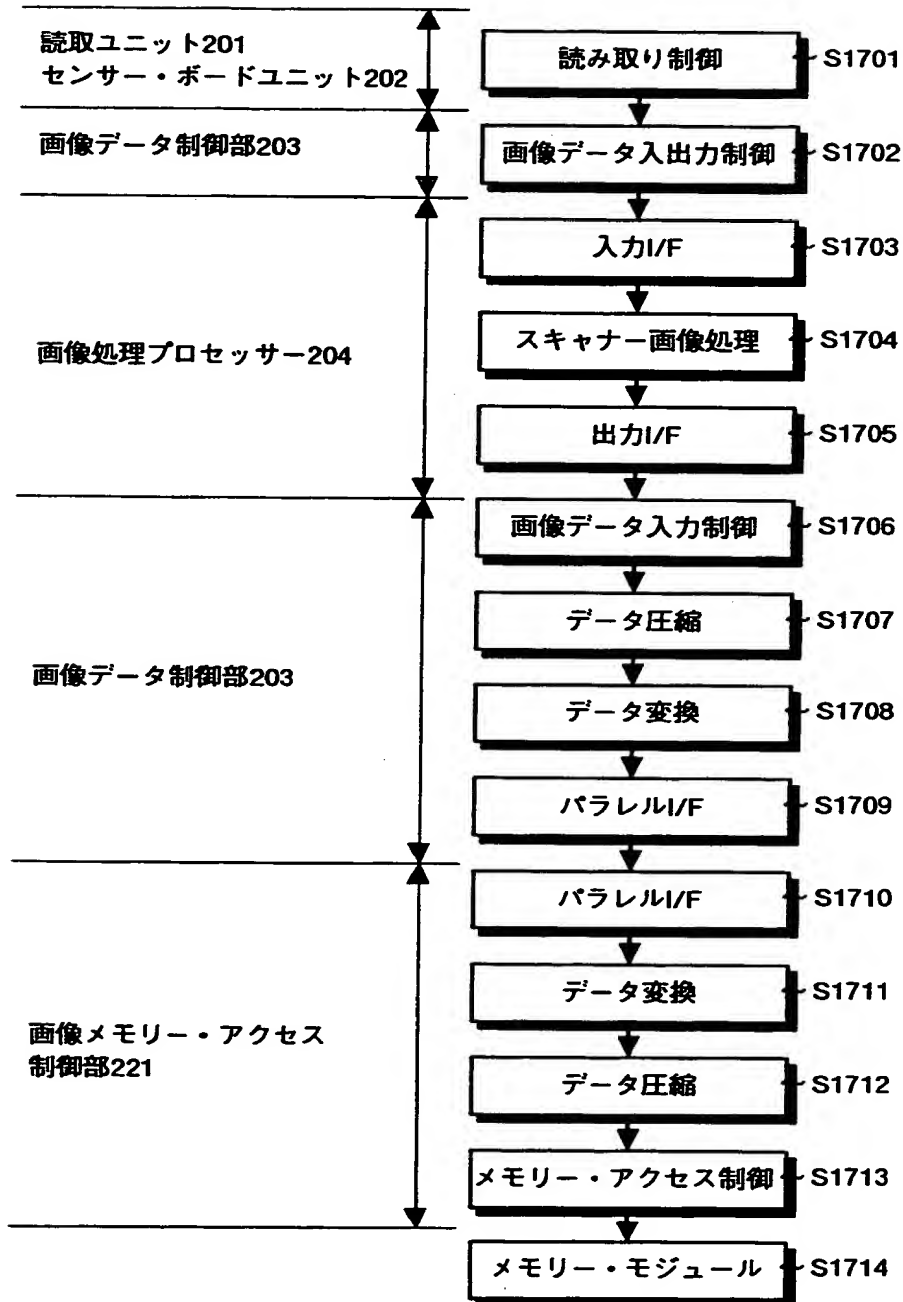 読取ユニット201
センサー・ボードユニット202
読み取り制御
S1701
画像データ制御部203
画像データ入出力制御
S1702
入力I/F
S1703
画像処理プロセッサー204
スキャナー画像処理
S1704
出力I/F
S1705
画像データ入力制御
S1706
データ圧縮
S1707
画像データ制御部203
データ変換
S1708
パラレルI/F
S1709
パラレルI/F
S1710
データ変換
S1711
画像メモリー・アクセス
制御部221
データ圧縮
S1712
メモリー・アクセス制御
S1713
メモリー・モジュール
S1714